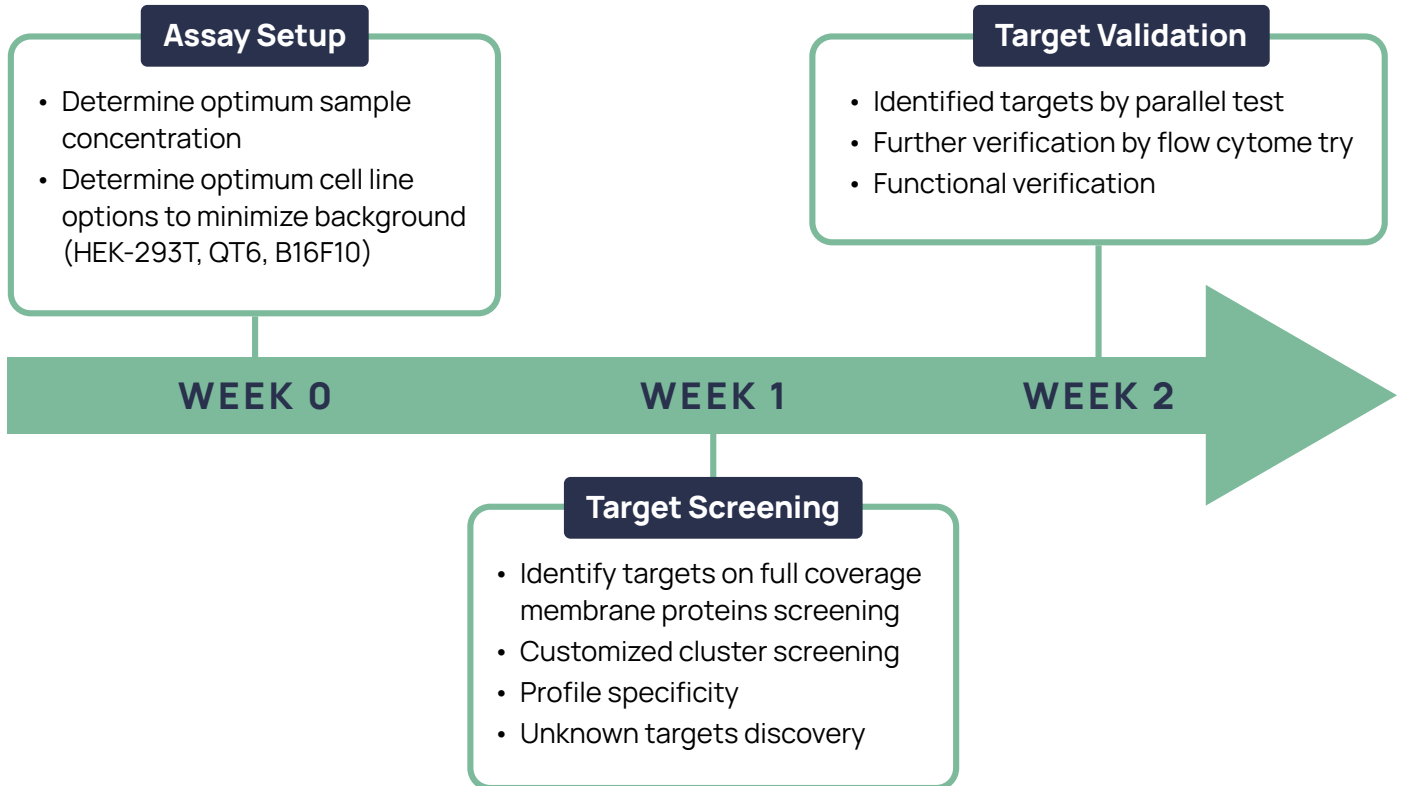 Assay Setup
• Determine optimum sample
concentration
• Determine optimum cell line
options to minimize background
(HEK-293T, QT6, B16F10)
Target Validation
• Identified targets by parallel test
• Further verification by flow cytome try
• Functional verification
WEEK 0
WEEK 1
WEEK 2
Target Screening
• Identify targets on full coverage
membrane proteins screening
• Customized cluster screening
• Profile specificity
• Unknown targets discovery